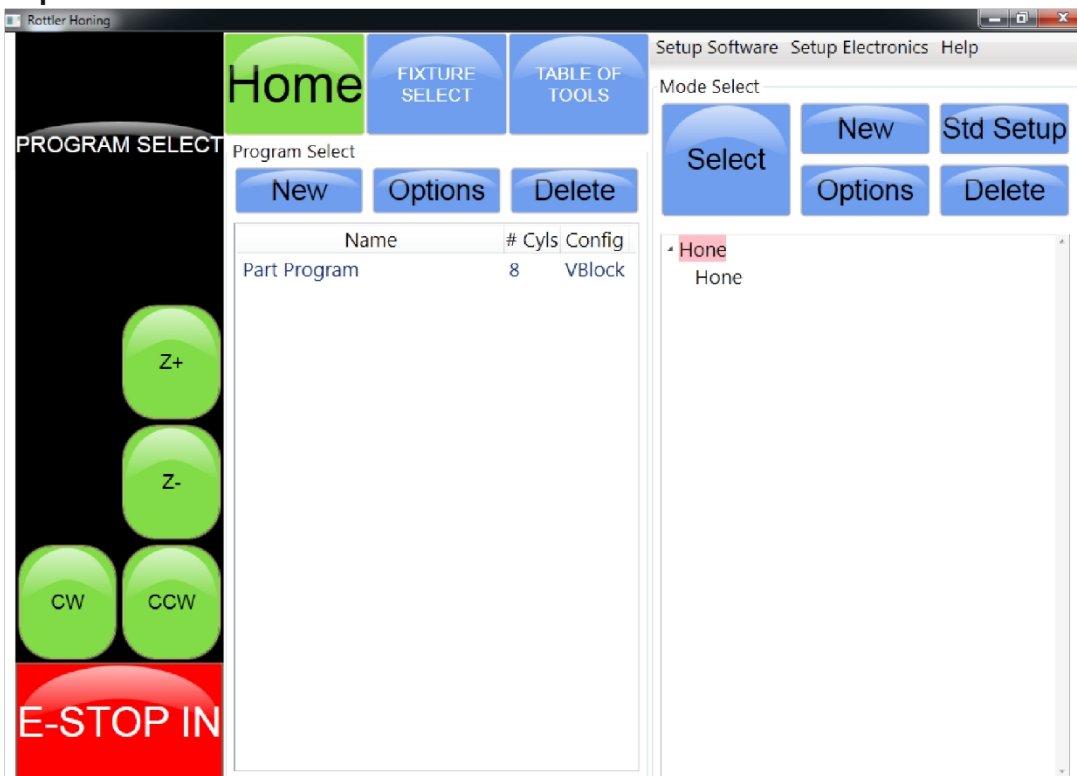 Rottler Honing
PROGRAM SELECT
Z+
Z-
CW CCW
E-STOP IN
Home
FIXTURE
SELECT
TABLE OF
TOOLS
Program Select
New Options Delete
Name # Cyls Config
Part Program 8 VBlock
Setup Software Setup Electronics Help
Mode Select
Select
New Std Setup
Options Delete
Hone
Hone